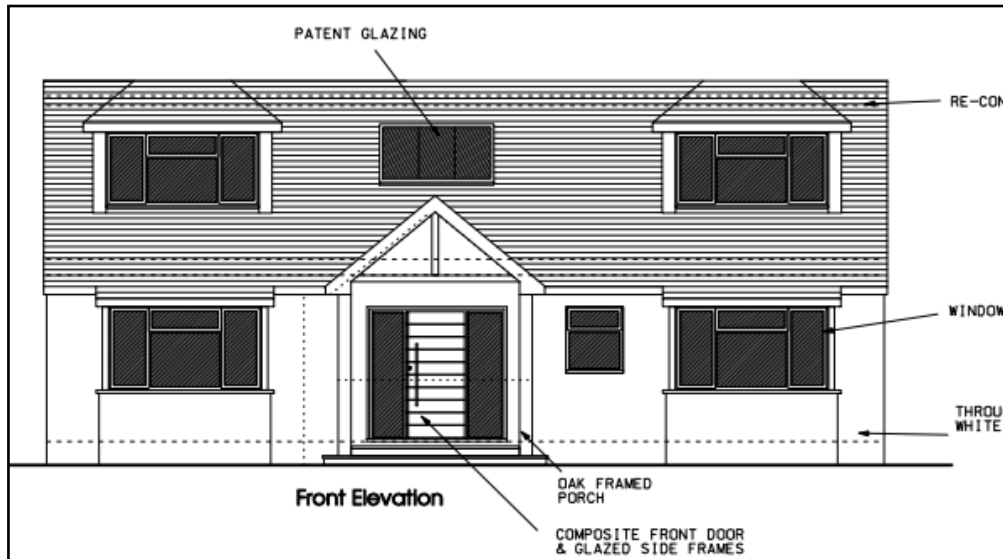 PATENT GLAZING
RE-CON
WINDOW
THROU
WHITE
OAK FRAMED
PORCH
Front Elevation
COMPOSITE FRONT DOOR
& GLAZED SIDE FRAMES